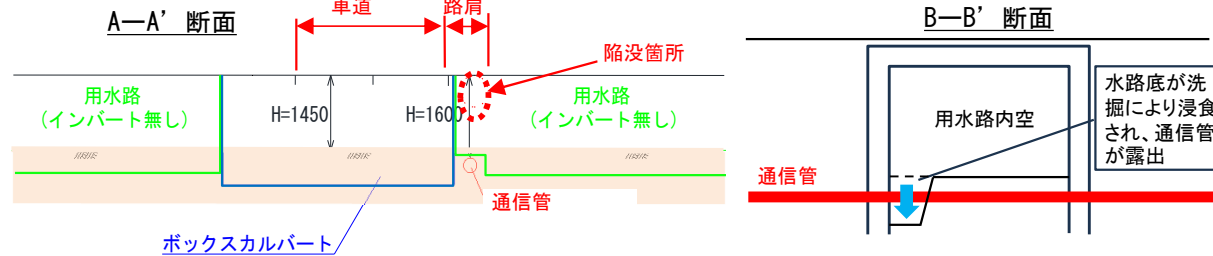 A—A’ 断面
車道
路肩
陥没箇所
用水路
(インバート無し)
H=1450
H=1600
用水路
(インバート無し)
通信管
ボックスカルバート
B—B’ 断面
用水路内空
水路底が洗
掘により浸食
され、通信管
が露出
通信管